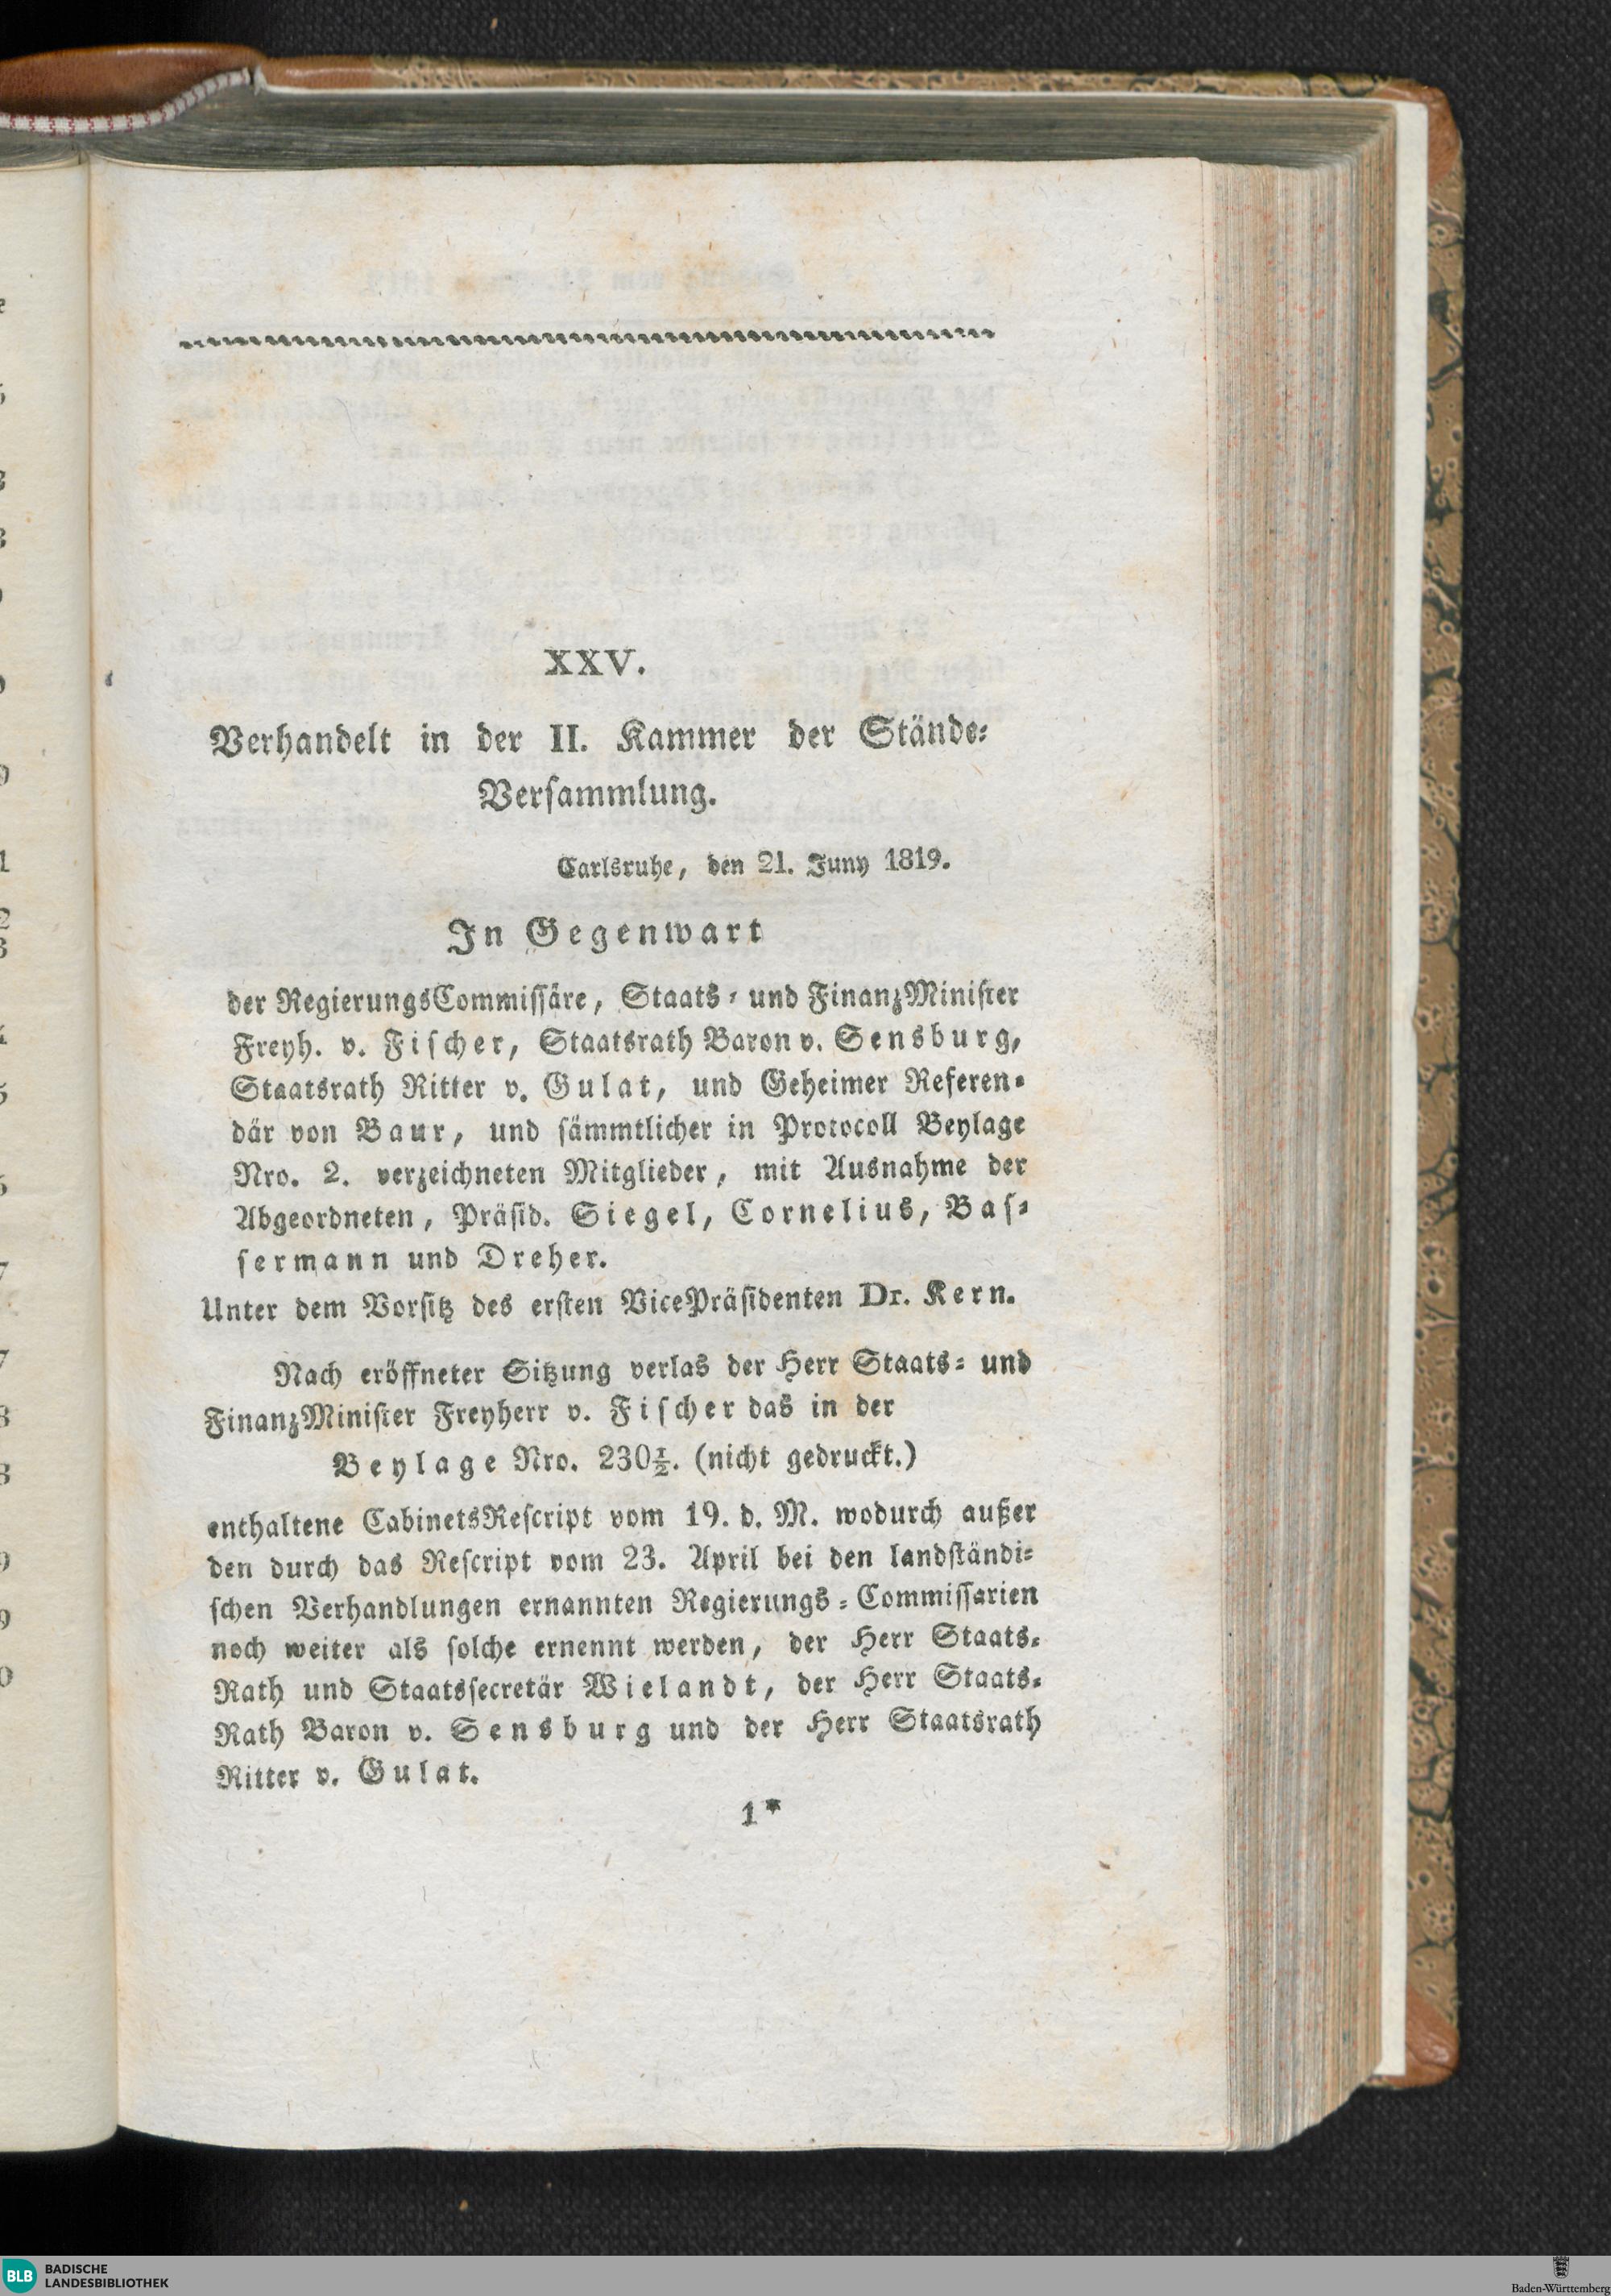 XXV.
Verhandelt in der II. Kammer der Stände-
Versammlung.
Carlsruhe, den 21. Juny 1819.
In Gegenwart
der RegierungsCommissäre, Staats- und FinanzMinister
Freyh. v. Fischer, Staatsrath Baron v. Sensburg,
Staatsrath Ritter v. Gulat, und Geheimer Referen-
där von Baur, und sämmtlicher in Protocoll Beylage
Nro. 2. verzeichneten Mitglieder, mit Ausnahme der
Abgeordneten, Präsid. Siegel, Cornelius, Bas-
sermann und Dreher.
Unter dem Vorsitz des ersten VicePräsidenten Dr. Kern.
Nach eröffneter Sitzung verlas der Herr Staats- und
FinanzMinister Freyherr v. Fischer das in der
Beylage Nro. 230½. (nicht gedruckt.)
enthaltene CabinetsRescript vom 19. d. M. wodurch außer
den durch das Rescript vom 23. April bei den landständi-
schen Verhandlungen ernannten Regierungs-Commissarien
noch weiter als solche ernennt werden, der Herr Staats-
Rath und Staatssecretär Wielandt, der Herr Staats-
Rath Baron v. Sensburg und der Herr Staatsrath
Ritter v. Gulat.
1*
BLB BADISCHE
LANDESBIBLIOTHEK
Baden-Württemberg